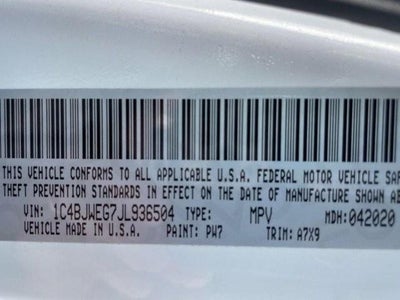 THIS VEHICLE CONFORMS TO ALL APPLICABLE U.S.A. FEDERAL MOTOR VEHICLE SAFE
THEFT PREVENTION STANDARDS IN EFFECT ON THE DATE OF MANUFACTURE SHOWN AB
VIN: 1C4BJWEG7JL936504 TYPE: MPV MDH:042020
VEHICLE MADE IN U.S.A. PAINT: PW7 TRIM: A7X9